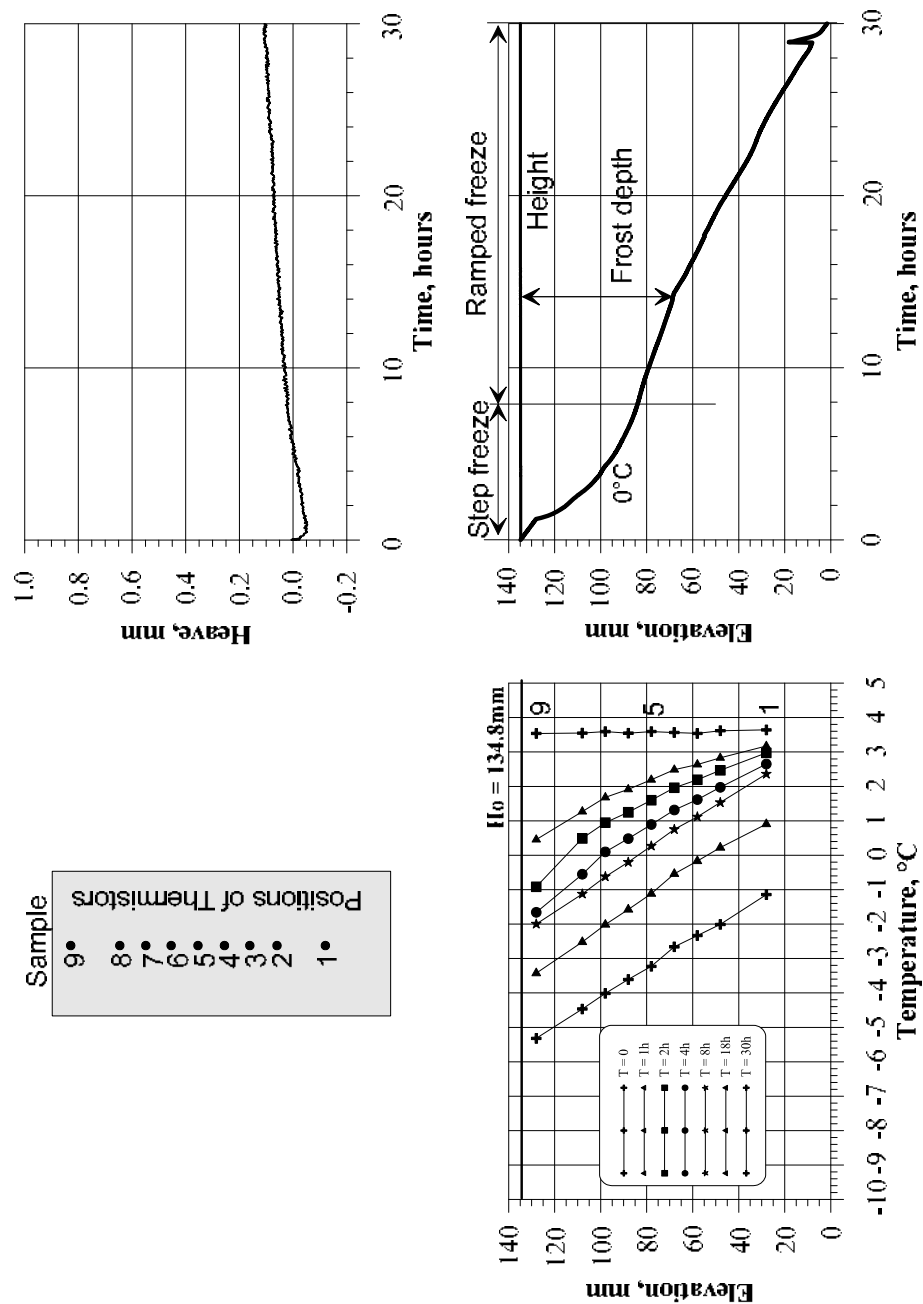 1.0
0.8
0.6
0.4
0.2
0.0
-0.2
Heave, mm
0
10
20
30
Time, hours
Sample
9
8
7
6
5
4
3
2
1
Positions of Thermistors
Step freeze
Ramped freeze
Height
Frost depth
0°C
140
120
100
80
60
40
20
0
Elevation, mm
0
10
20
30
Time, hours
Ho = 134.8mm
9
5
1
T = 0
T = 1h
T = 2h
T = 4h
T = 8h
T = 18h
T = 30h
140
120
100
80
60
40
20
0
Elevation, mm
-10 -9 -8 -7 -6 -5 -4 -3 -2 -1 0 1 2 3 4 5
Temperature, °C